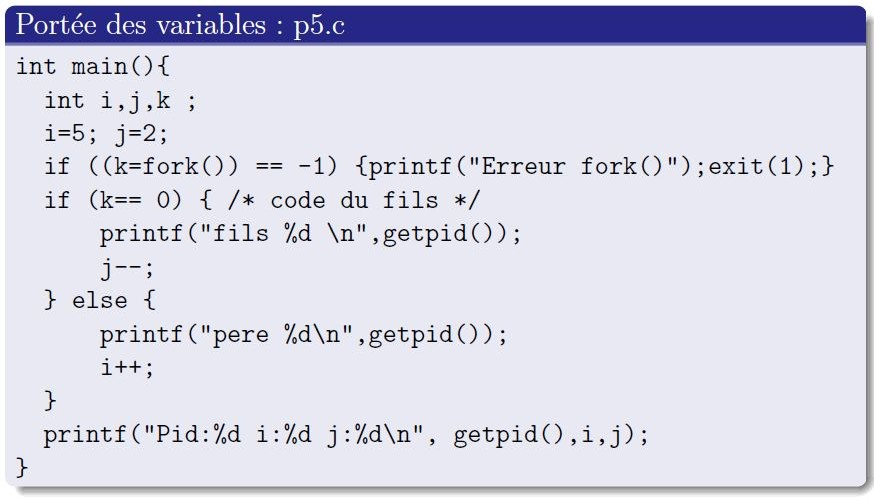 Portée des variables : p5.c
int main(){
  int i,j,k ;
  i=5; j=2;
  if ((k=fork()) == -1) {printf("Erreur fork()");exit(1);}
  if (k== 0) { /* code du fils */
      printf("fils %d \n",getpid());
      j--;
  } else {
      printf("pere %d\n",getpid());
      i++;
  }
  printf("Pid:%d i:%d j:%d\n", getpid(),i,j);
}